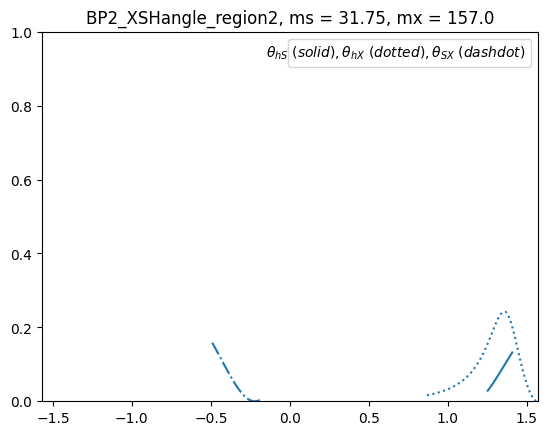 BP2_XSHangle_region2, ms = 31.75, mx = 157.0
θhS (solid), θhX (dotted), θSX (dashdot)
1.0
0.8
0.6
0.4
0.2
0.0
−1.5 −1.0 −0.5 0.0 0.5 1.0 1.5